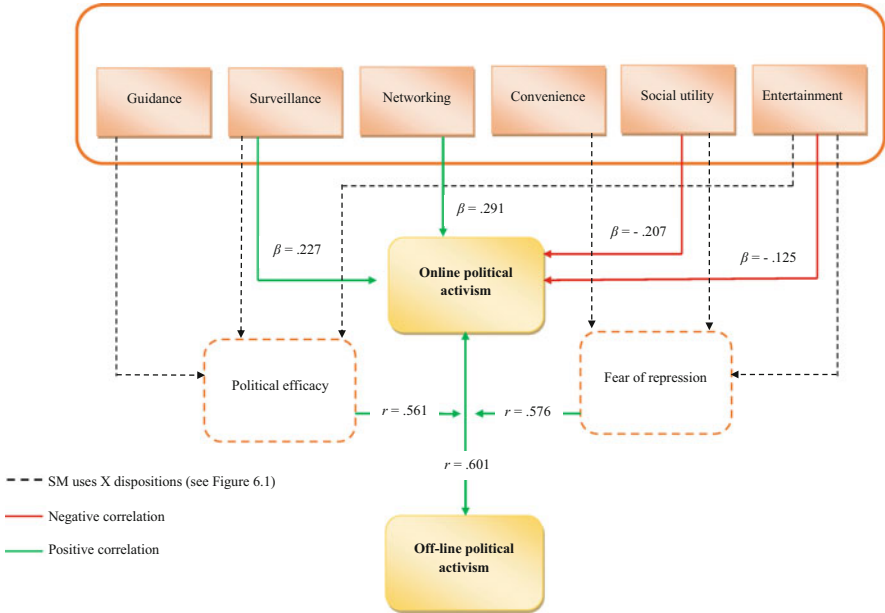 Guidance
Surveillance
Networking
Convenience
Social utility
Entertainment
β = .291
β = - .207
β = .227
β = - .125
Online political
activism
Political efficacy
Fear of repression
r = .561
r = .576
r = .601
SM uses X dispositions (see Figure 6.1)
Negative correlation
Positive correlation
Off-line political
activism